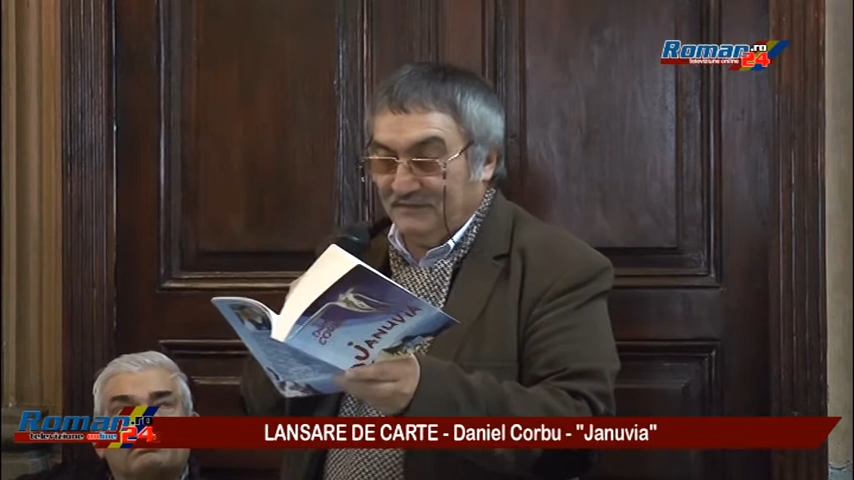 Roman.ro
televiziune online 24
Daniel
CORBU
JANUVIA
Roman.ro
televiziune online 24
LANSARE DE CARTE - Daniel Corbu - "Januvia"